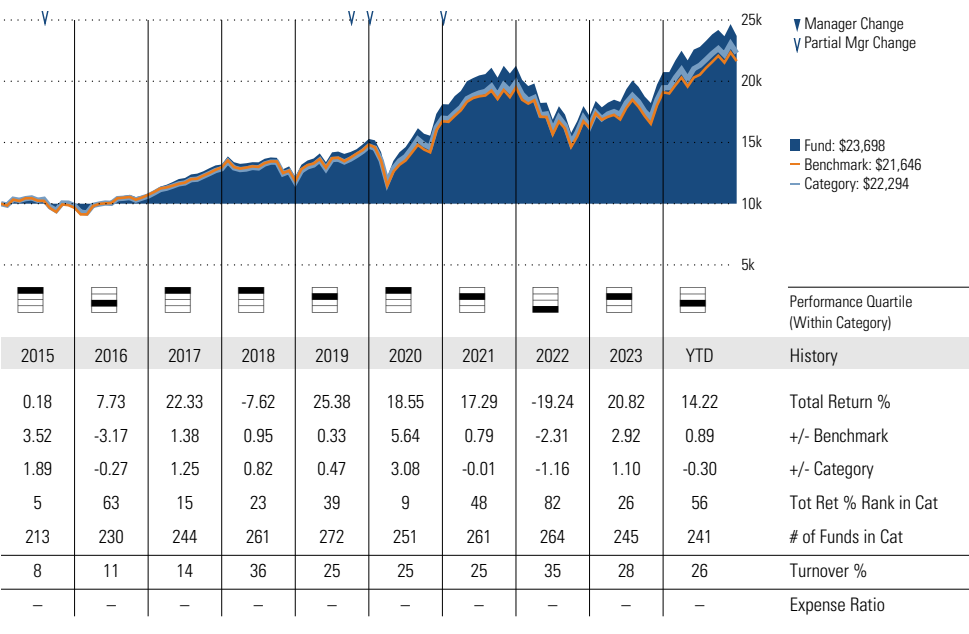 25k
20k
15k
10k
5k
Manager Change
Partial Mgr Change
Fund: $23,698
Benchmark: $21,646
Category: $22,294
Performance Quartile
(Within Category)
2015 2016 2017 2018 2019 2020 2021 2022 2023 YTD History
0.18 7.73 22.33 -7.62 25.38 18.55 17.29 -19.24 20.82 14.22 Total Return %
3.52 -3.17 1.38 0.95 0.33 5.64 0.79 -2.31 2.92 0.89 +/- Benchmark
1.89 -0.27 1.25 0.82 0.47 3.08 -0.01 -1.16 1.10 -0.30 +/- Category
5 63 15 23 39 9 48 82 26 56 Tot Ret % Rank in Cat
213 230 244 261 272 251 261 264 245 241 # of Funds in Cat
8 11 14 36 25 25 25 35 28 26 Turnover %
– – – – – – – – – – Expense Ratio